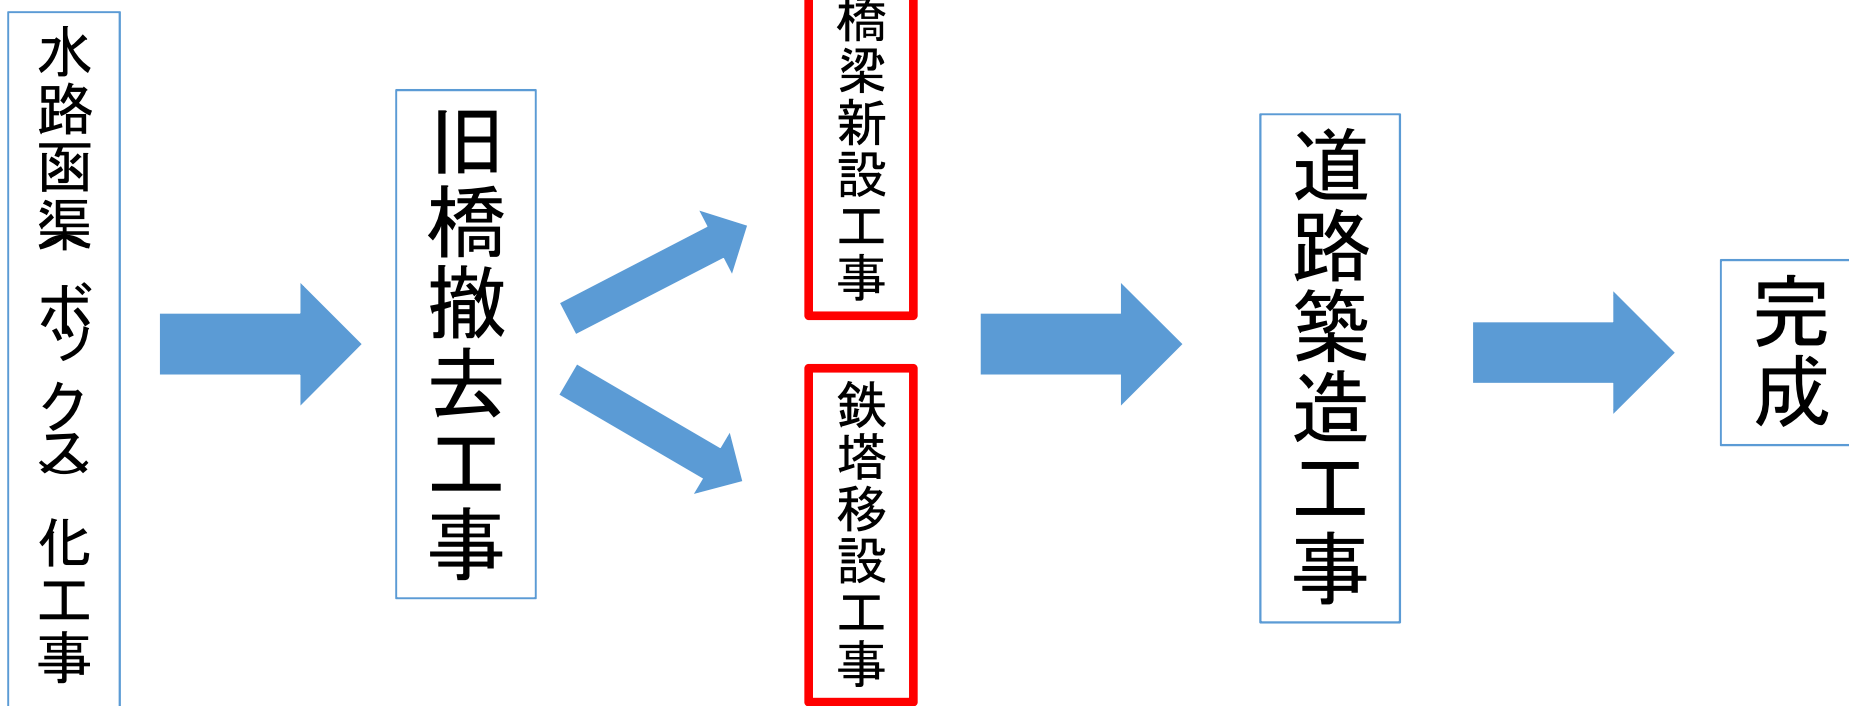 水路函渠(ボックス)化工事
旧橋撤去工事
橋梁新設工事
鉄塔移設工事
道路築造工事
完成